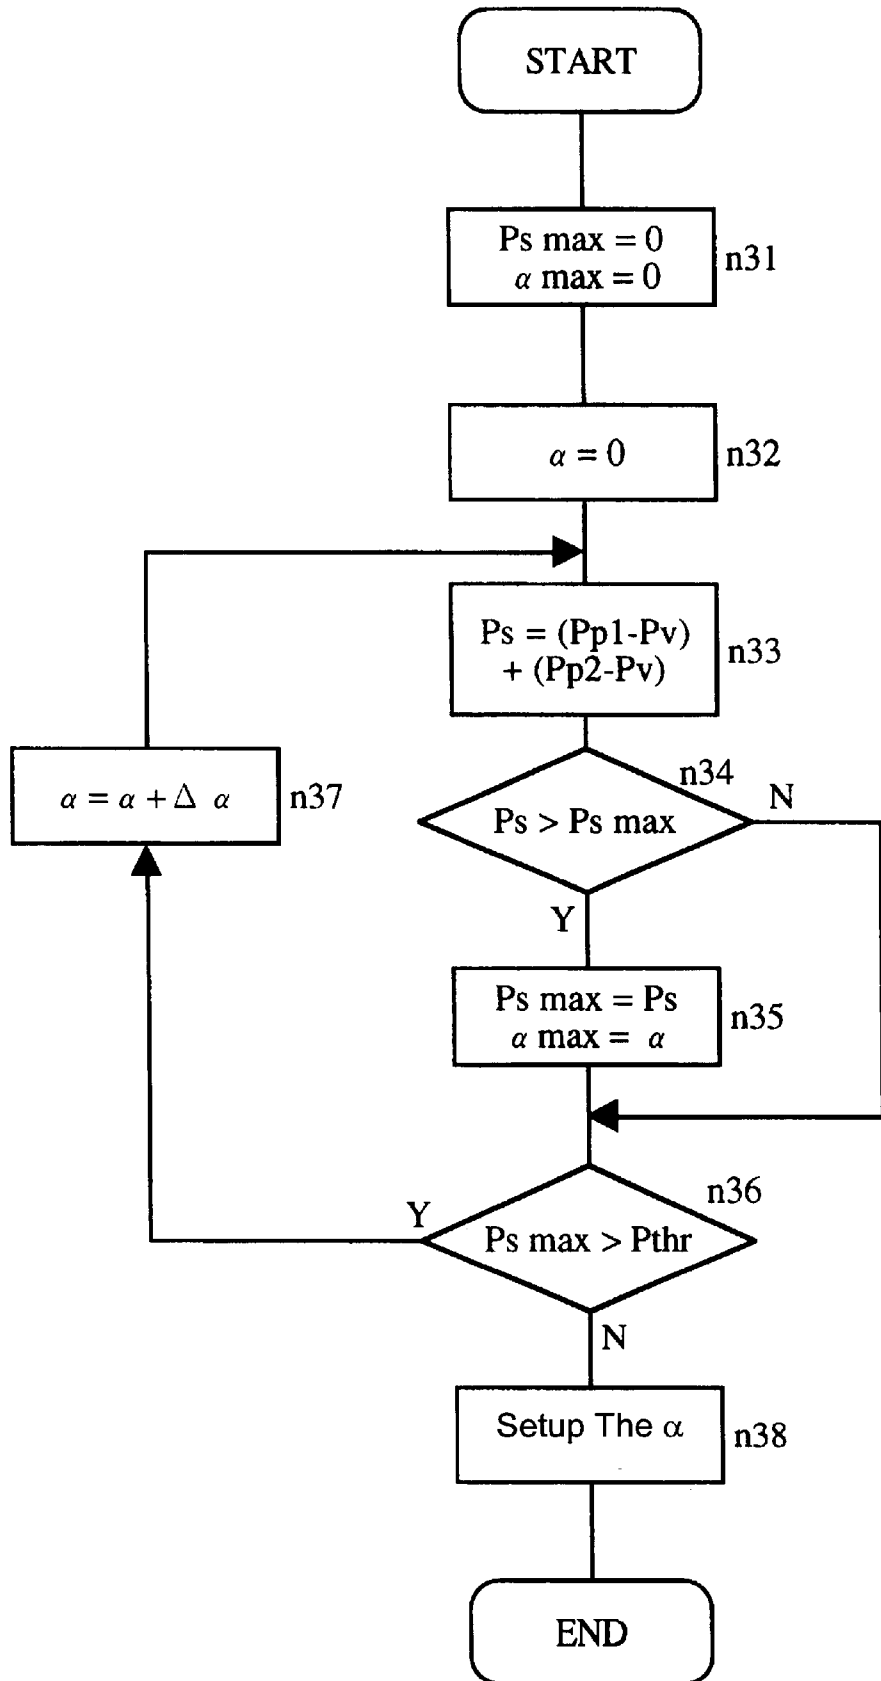 START
Ps max = 0
α max = 0
n31
α = 0
n32
Ps = (Pp1-Pv)
+ (Pp2-Pv)
n33
n34
Ps > Ps max
N
Y
α = α + Δ α
n37
Ps max = Ps
α max = α
n35
n36
Ps max > Pthr
Y
N
Setup The α
n38
END